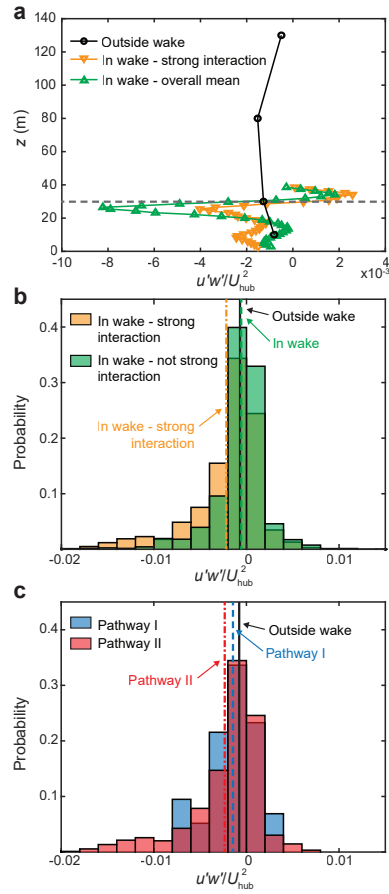 a
140
120
100
80
60
40
20
0
z (m)
Outside wake
In wake - strong interaction
In wake - overall mean
-10
-8
-6
-4
-2
0
2
4
x10⁻³
u'w'/U²hub
b
0.4
0.3
0.2
0.1
Probability
In wake - strong
interaction
In wake - not strong
interaction
Outside wake
In wake
In wake - strong
interaction
-0.02
-0.01
0
0.01
u'w'/U²hub
c
0.4
0.3
0.2
0.1
Probability
Pathway I
Pathway II
Outside wake
Pathway I
Pathway II
-0.02
-0.01
0
0.01
u'w'/U²hub